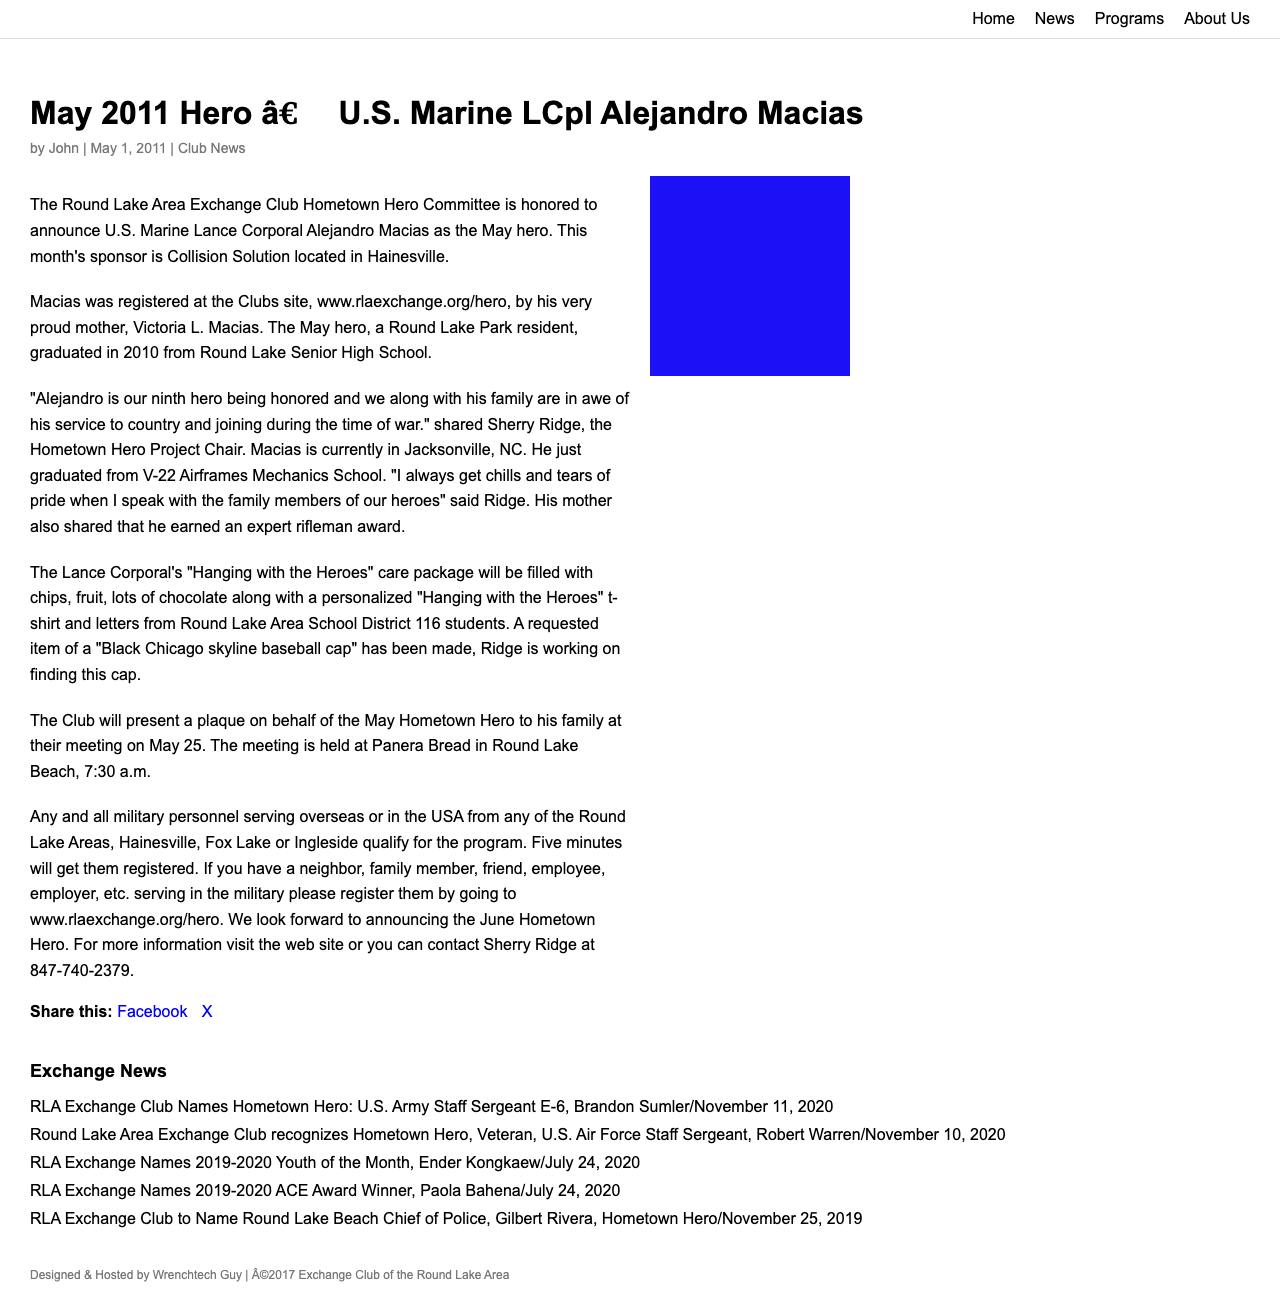 Home News Programs About Us
May 2011 Hero â€ U.S. Marine LCpl Alejandro Macias
by John | May 1, 2011 | Club News
The Round Lake Area Exchange Club Hometown Hero Committee is honored to
announce U.S. Marine Lance Corporal Alejandro Macias as the May hero. This
month's sponsor is Collision Solution located in Hainesville.
Macias was registered at the Clubs site, www.rlaexchange.org/hero, by his very
proud mother, Victoria L. Macias. The May hero, a Round Lake Park resident,
graduated in 2010 from Round Lake Senior High School.
"Alejandro is our ninth hero being honored and we along with his family are in awe of
his service to country and joining during the time of war." shared Sherry Ridge, the
Hometown Hero Project Chair. Macias is currently in Jacksonville, NC. He just
graduated from V-22 Airframes Mechanics School. "I always get chills and tears of
pride when I speak with the family members of our heroes" said Ridge. His mother
also shared that he earned an expert rifleman award.
The Lance Corporal's "Hanging with the Heroes" care package will be filled with
chips, fruit, lots of chocolate along with a personalized "Hanging with the Heroes" t-
shirt and letters from Round Lake Area School District 116 students. A requested
item of a "Black Chicago skyline baseball cap" has been made, Ridge is working on
finding this cap.
The Club will present a plaque on behalf of the May Hometown Hero to his family at
their meeting on May 25. The meeting is held at Panera Bread in Round Lake
Beach, 7:30 a.m.
Any and all military personnel serving overseas or in the USA from any of the Round
Lake Areas, Hainesville, Fox Lake or Ingleside qualify for the program. Five minutes
will get them registered. If you have a neighbor, family member, friend, employee,
employer, etc. serving in the military please register them by going to
www.rlaexchange.org/hero. We look forward to announcing the June Hometown
Hero. For more information visit the web site or you can contact Sherry Ridge at
847-740-2379.
Share this: Facebook X
Exchange News
RLA Exchange Club Names Hometown Hero: U.S. Army Staff Sergeant E-6, Brandon Sumler/November 11, 2020
Round Lake Area Exchange Club recognizes Hometown Hero, Veteran, U.S. Air Force Staff Sergeant, Robert Warren/November 10, 2020
RLA Exchange Names 2019-2020 Youth of the Month, Ender Kongkaew/July 24, 2020
RLA Exchange Names 2019-2020 ACE Award Winner, Paola Bahena/July 24, 2020
RLA Exchange Club to Name Round Lake Beach Chief of Police, Gilbert Rivera, Hometown Hero/November 25, 2019
Designed & Hosted by Wrenchtech Guy | Â©2017 Exchange Club of the Round Lake Area